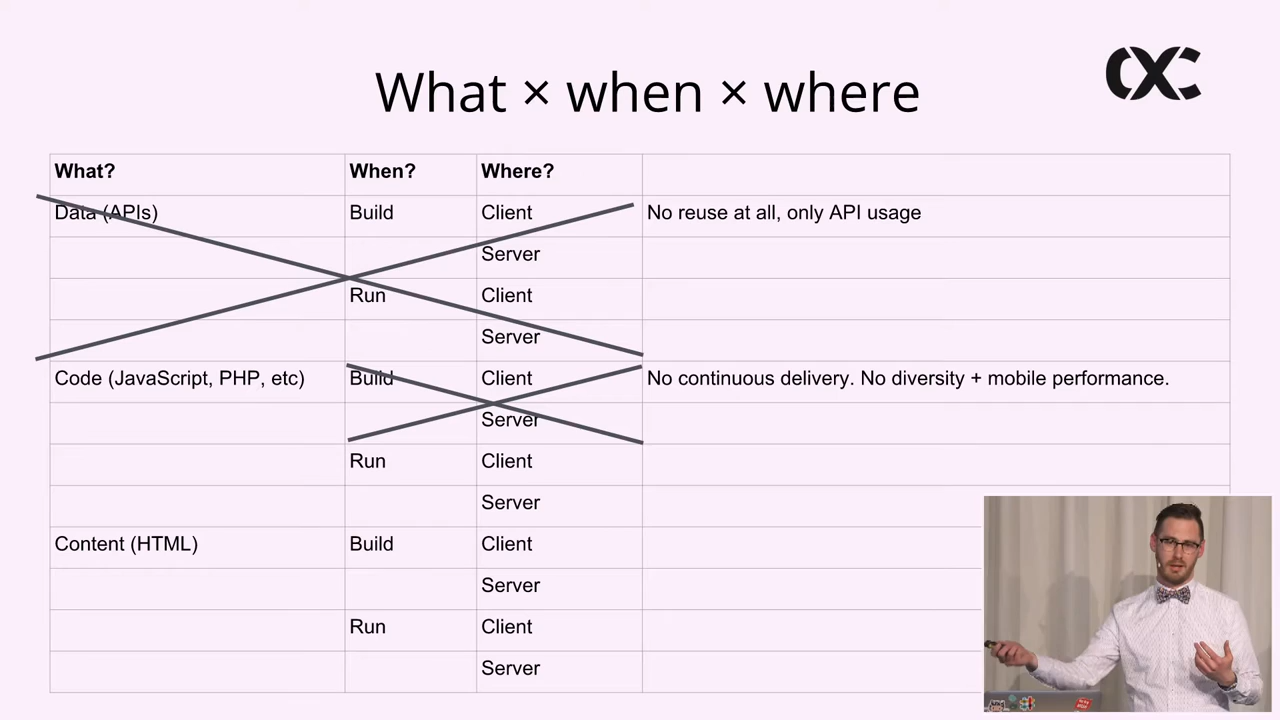 What × when × where
What? When? Where?
Data (APIs) Build Client No reuse at all, only API usage
Server
Run Client
Server
Code (JavaScript, PHP, etc) Build Client No continuous delivery. No diversity + mobile performance.
Server
Run Client
Server
Content (HTML) Build Client
Server
Run Client
Server